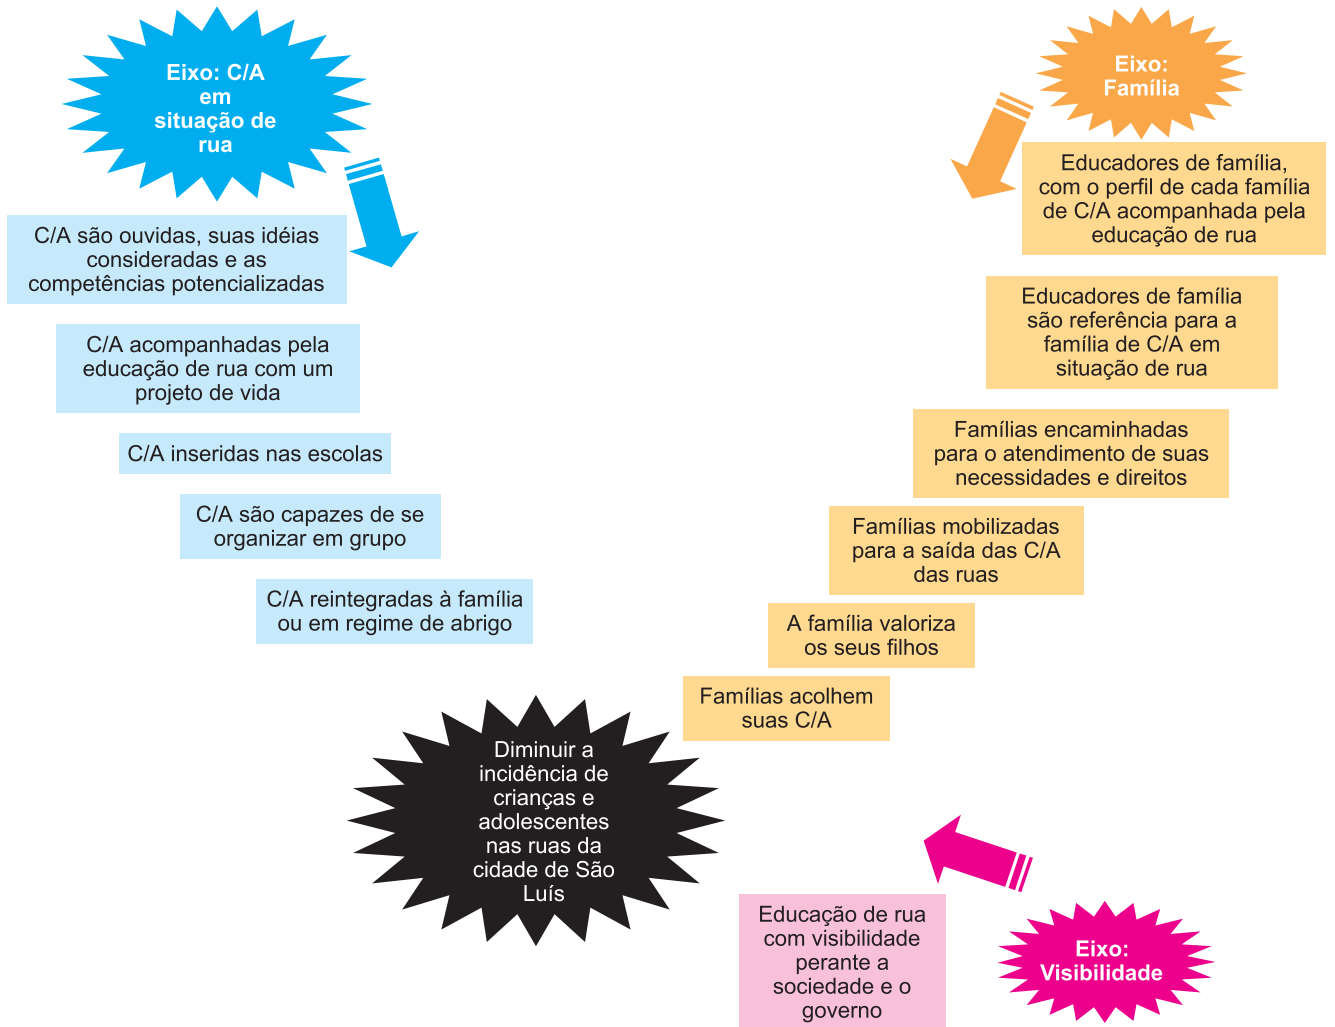 Eixo: C/A
em
situação de
rua
C/A são ouvidas, suas idéias
consideradas e as
competências potencializadas
C/A acompanhadas pela
educação de rua com um
projeto de vida
C/A inseridas nas escolas
C/A são capazes de se
organizar em grupo
C/A reintegradas à família
ou em regime de abrigo
Eixo:
Família
Educadores de família,
com o perfil de cada família
de C/A acompanhada pela
educação de rua
Educadores de família
são referência para a
família de C/A em
situação de rua
Famílias encaminhadas
para o atendimento de suas
necessidades e direitos
Famílias mobilizadas
para a saída das C/A
das ruas
A família valoriza
os seus filhos
Famílias acolhem
suas C/A
Diminuir a
incidência de
crianças e
adolescentes
nas ruas da
cidade de São
Luís
Educação de rua
com visibilidade
perante a
sociedade e o
governo
Eixo:
Visibilidade